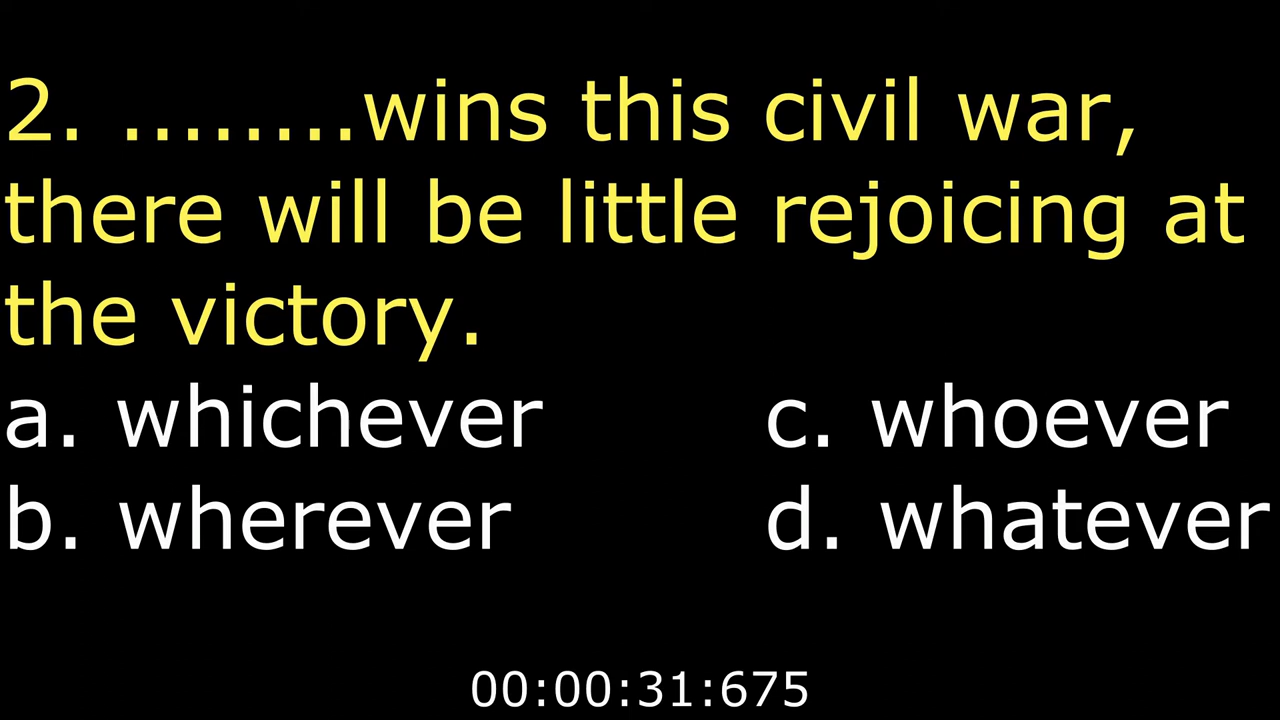 2. ........wins this civil war,
there will be little rejoicing at
the victory.
a. whichever c. whoever
b. wherever d. whatever
00:00:31:675